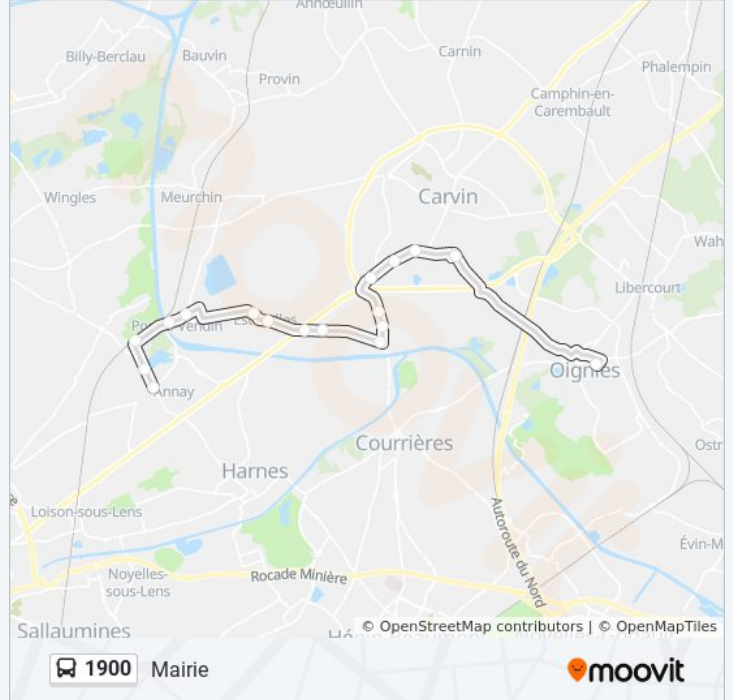 Annœullin
Billy-Berclau
Bauvin
Carnin
Phalempin
Provin
Camphin-en-
Carembault
Wingles
Meurchin
Carvin
Wah
Libercourt
Oignies
Annay
Courrières
Ostr
Harnes
Loison-sous-Lens
Autoroute du Nord
Évin-M
Noyelles-
sous-Lens
Rocade Minière
Sallaumines
© OpenStreetMap contributors | © OpenMapTiles
1900 Mairie
moovit